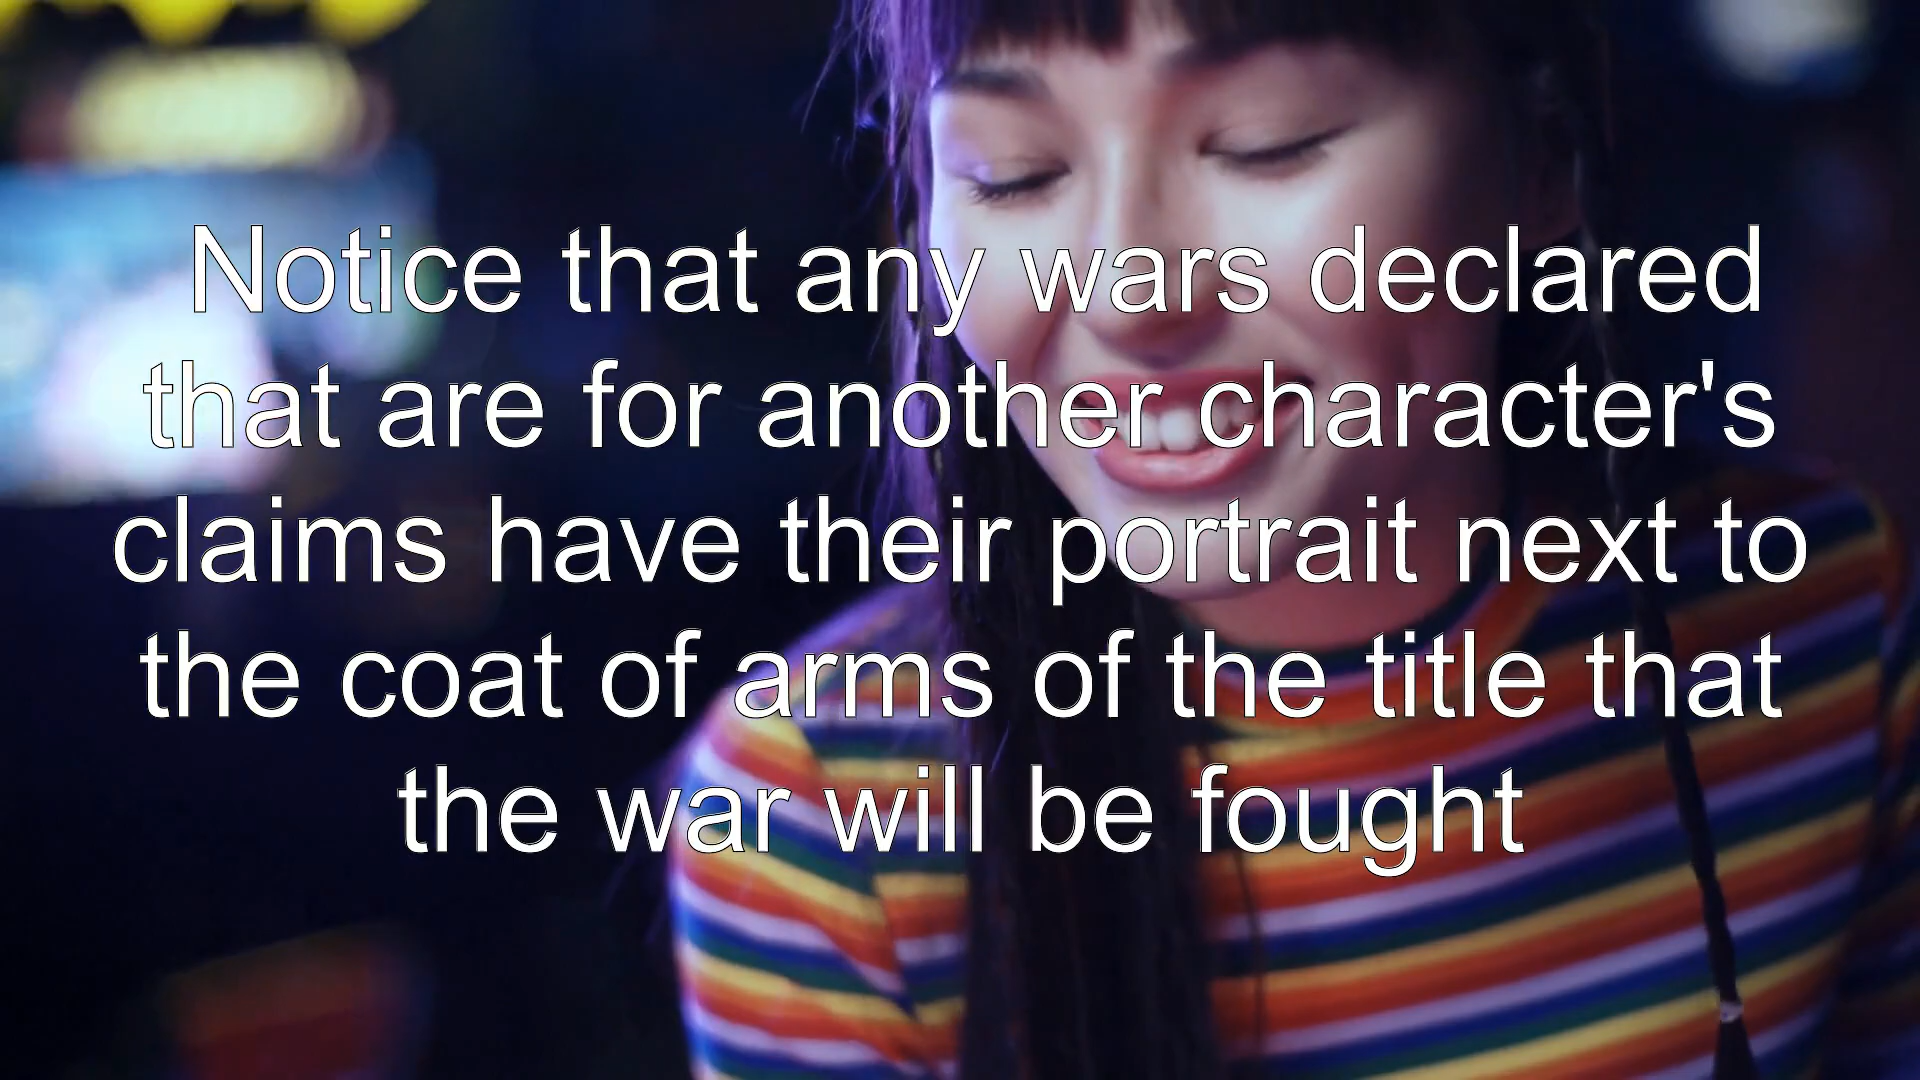 Notice that any wars declared
that are for another character's
claims have their portrait next to
the coat of arms of the title that
the war will be fought